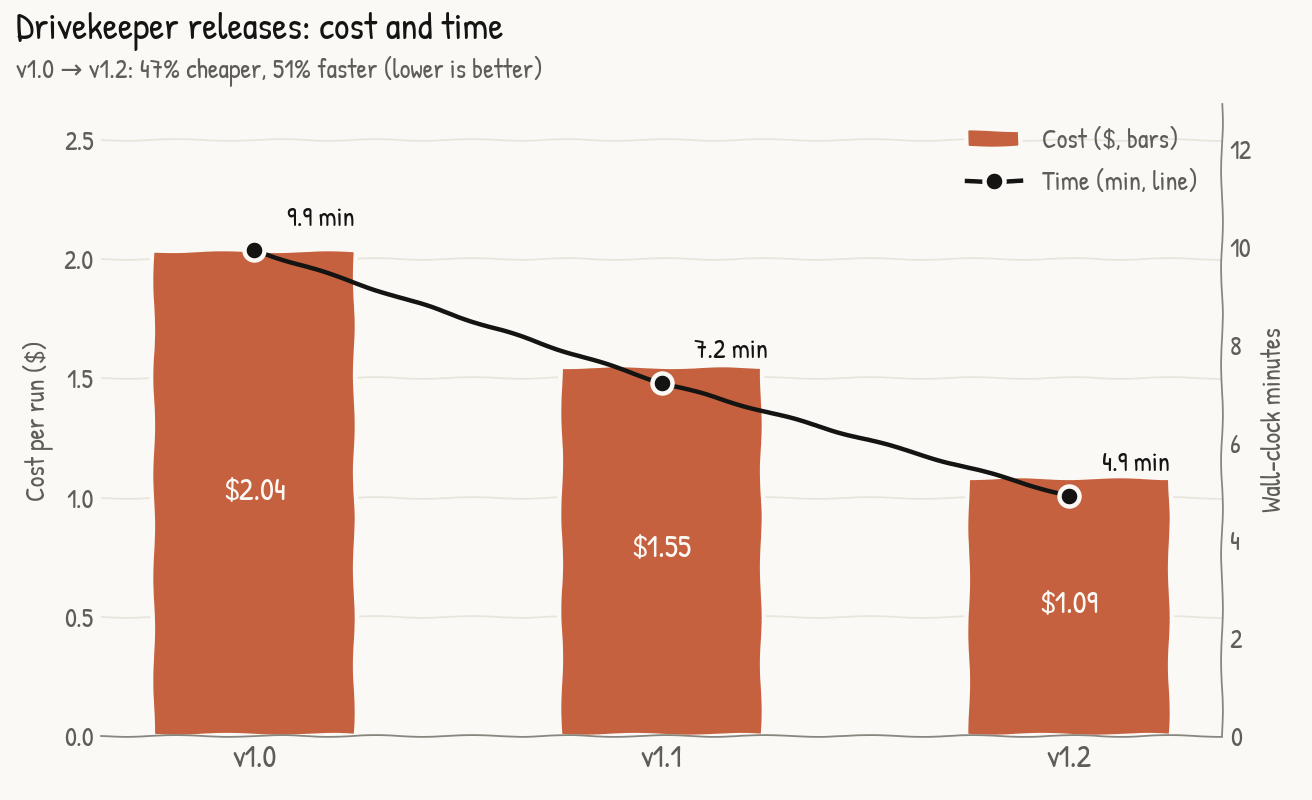 Drivekeeper releases: cost and time
v1.0 → v1.2: 47% cheaper, 51% faster (lower is better)
Cost ($, bars)
Time (min, line)
Cost per run ($)
2.5
2.0
1.5
1.0
0.5
0.0
9.9 min
7.2 min
4.9 min
$2.04
$1.55
$1.09
v1.0
v1.1
v1.2
12
10
8
6
4
2
0
Wall-clock minutes